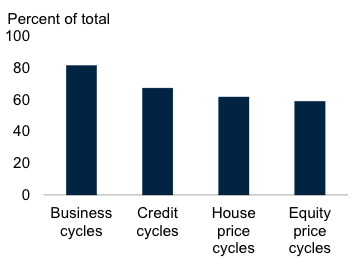 Percent of total
100
80
60
40
20
0
Business Credit House Equity
cycles cycles price price
cycles cycles